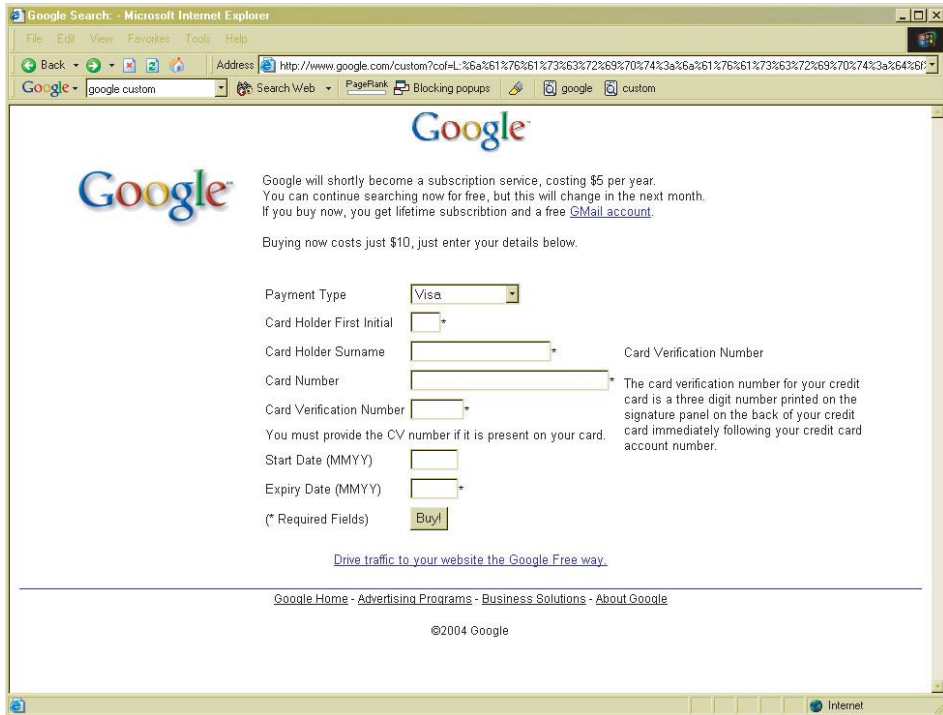 Google Search: - Microsoft Internet Explorer
File Edit View Favorites Tools Help
Back
Address http://www.google.com/custom?cof=L:%6a%61%76%61%73%63%72%69%70%74%3a%6a%61%76%61%73%63%72%69%70%74%3a%64%6f
Google google custom Search Web PageRank Blocking popups google custom
Google
Google
Google will shortly become a subscription service, costing $5 per year.
You can continue searching now for free, but this will change in the next month.
If you buy now, you get lifetime subscribtion and a free GMail account.
Buying now costs just $10, just enter your details below.
Payment Type Visa
Card Holder First Initial *
Card Holder Surname *
Card Number *
Card Verification Number *
You must provide the CV number if it is present on your card.
Start Date (MMYY)
Expiry Date (MMYY) *
(* Required Fields) Buy!
Card Verification Number
The card verification number for your credit
card is a three digit number printed on the
signature panel on the back of your credit
card immediately following your credit card
account number.
Drive traffic to your website the Google Free way.
Google Home - Advertising Programs - Business Solutions - About Google
©2004 Google
Internet